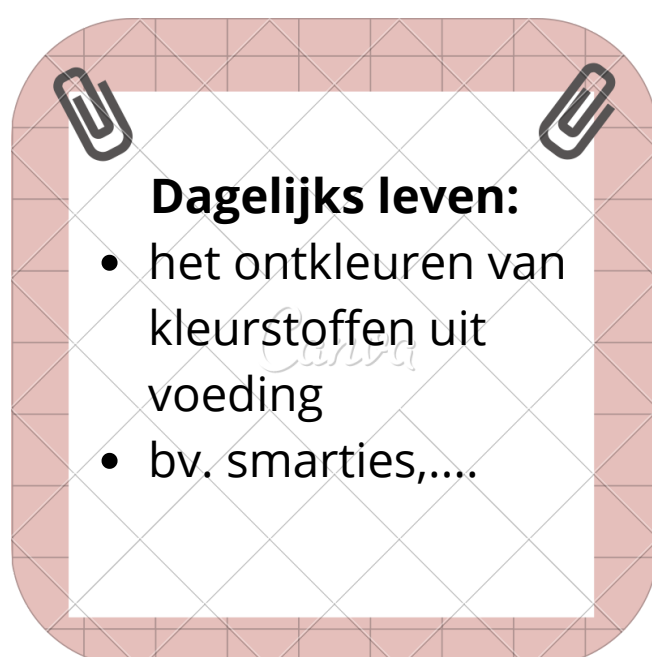 Dagelijks leven:
• het ontkleuren van
kleurstoffen uit
voeding
• bv. smarties,....
Canva